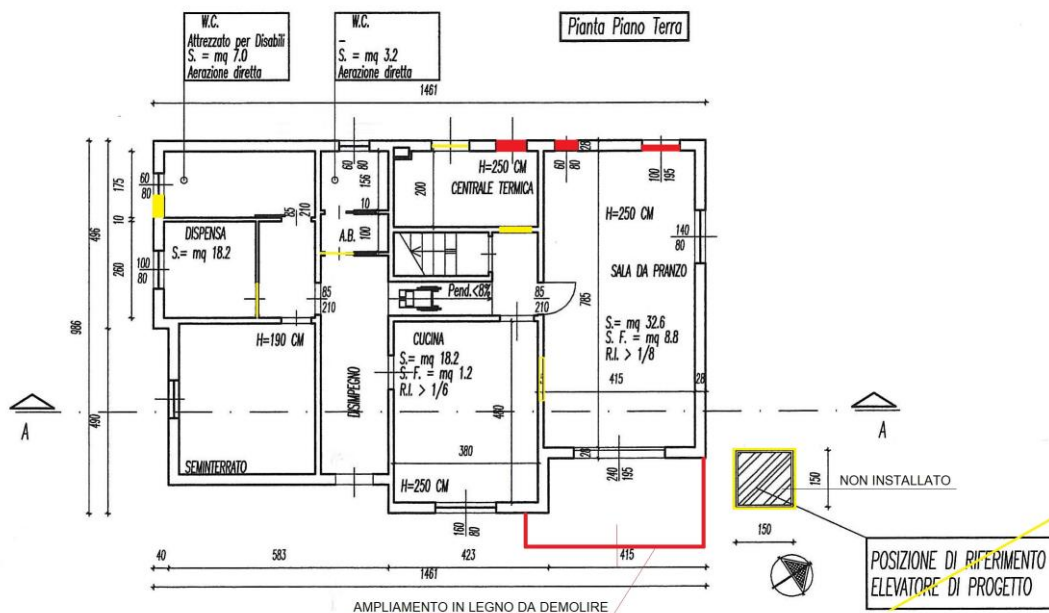 W.C.
Attrezzato per Disabili
S. = mq 7.0
Aerazione diretta
W.C.
-
S. = mq 3.2
Aerazione diretta
Pianta Piano Terra
1461
60
80
156
10
100
200
H=250 CM
CENTRALE TERMICA
60
80
28
100
195
986
496
490
175
10
260
60
80
100
80
85
210
DISPENSA
S.= mq 18.2
A.B.
H=250 CM
140
80
SALA DA PRANZO
785
85
210
Pend.<8%
85
210
H=190 CM
CUCINA
S.= mq 18.2
S. F. = mq 1.2
R.I. > 1/6
S.= mq 32.6
S. F. = mq 8.8
R.I. > 1/8
415
28
DISIMPEGNO
480
A
A
380
SEMINTERRATO
H=250 CM
28
240
195
160
80
NON INSTALLATO
150
150
POSIZIONE DI RIFERIMENTO
ELEVATORE DI PROGETTO
40
583
423
415
1461
AMPLIAMENTO IN LEGNO DA DEMOLIRE